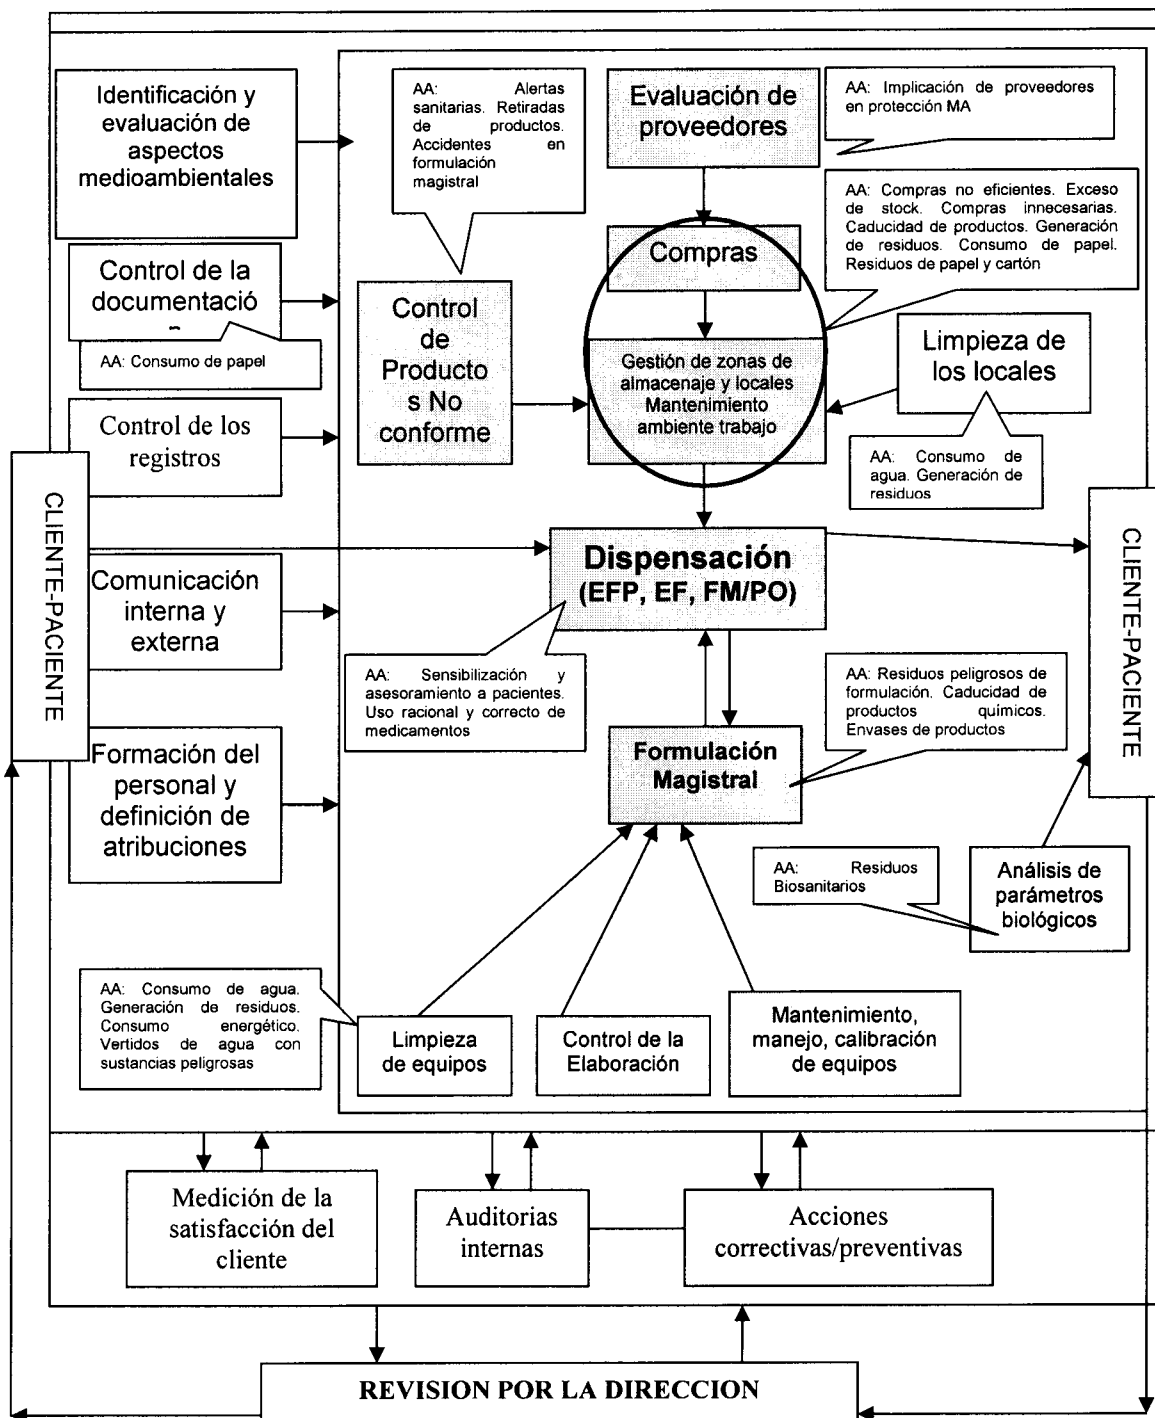 Identificación y
evaluación de
aspectos
medioambientales
AA: Alertas
sanitarias. Retiradas
de productos.
Accidentes en
formulación
magistral
Evaluación de
proveedores
AA: Implicación de proveedores
en protección MA
AA: Compras no eficientes. Exceso
de stock. Compras innecesarias.
Caducidad de productos. Generación
de residuos. Consumo de papel.
Residuos de papel y cartón
Compras
Control de la
documentació
AA: Consumo de papel
Control
de
Producto
s No
conforme
Gestión de zonas de
almacenaje y locales
Mantenimiento
ambiente trabajo
Limpieza de
los locales
AA: Consumo de
agua. Generación de
residuos
Control de los
registros
CLIENTE-PACIENTE
CLIENTE-PACIENTE
Dispensación
(EFP, EF, FM/PO)
Comunicación
interna y
externa
AA: Sensibilización y
asesoramiento a pacientes.
Uso racional y correcto de
medicamentos
AA: Residuos peligrosos de
formulación. Caducidad de
productos químicos.
Envases de productos
Formulación
Magistral
Formación del
personal y
definición de
atribuciones
AA: Residuos
Biosanitarios
Análisis de
parámetros
biológicos
AA: Consumo de agua.
Generación de residuos.
Consumo energético.
Vertidos de agua con
sustancias peligrosas
Limpieza
de equipos
Control de la
Elaboración
Mantenimiento,
manejo, calibración
de equipos
Medición de la
satisfacción del
cliente
Auditorias
internas
Acciones
correctivas/preventivas
REVISION POR LA DIRECCION